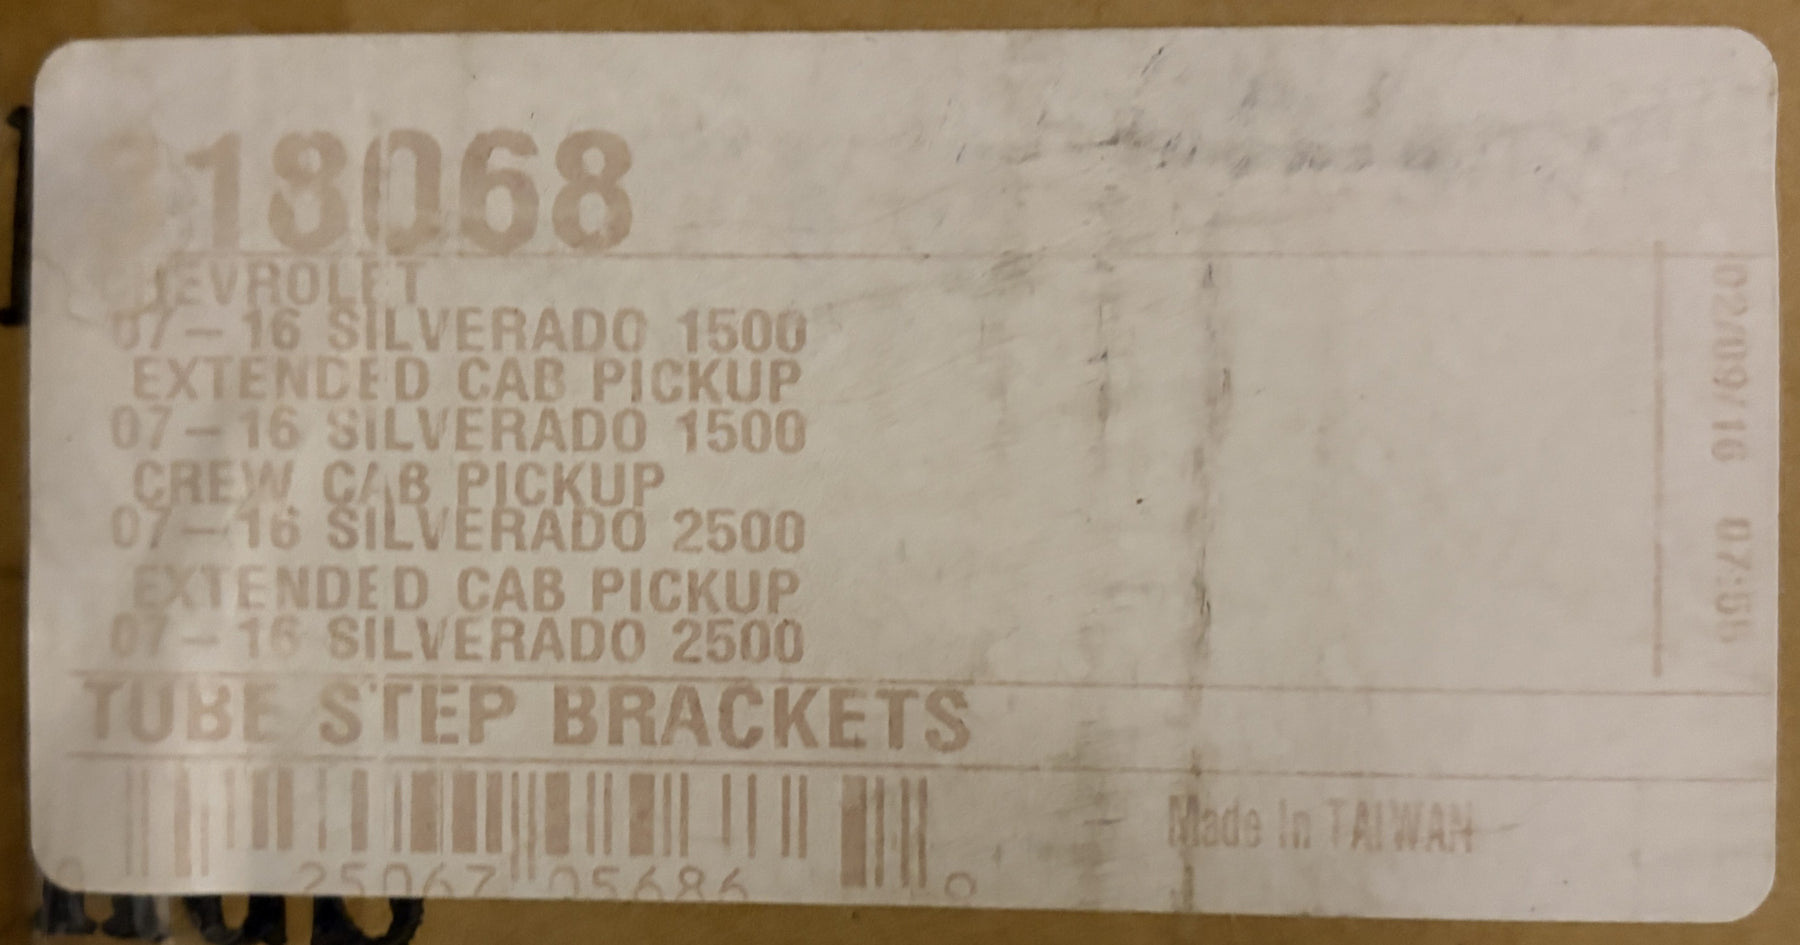 18068
CHEVROLET
07-16 SILVERADO 1500
EXTENDED CAB PICKUP
07-16 SILVERADO 1500
CREW CAB PICKUP
07-16 SILVERADO 2500
EXTENDED CAB PICKUP
07-16 SILVERADO 2500
TUBE STEP BRACKETS
25067 05686
Made In TAIWAN
02/09/16 07:55